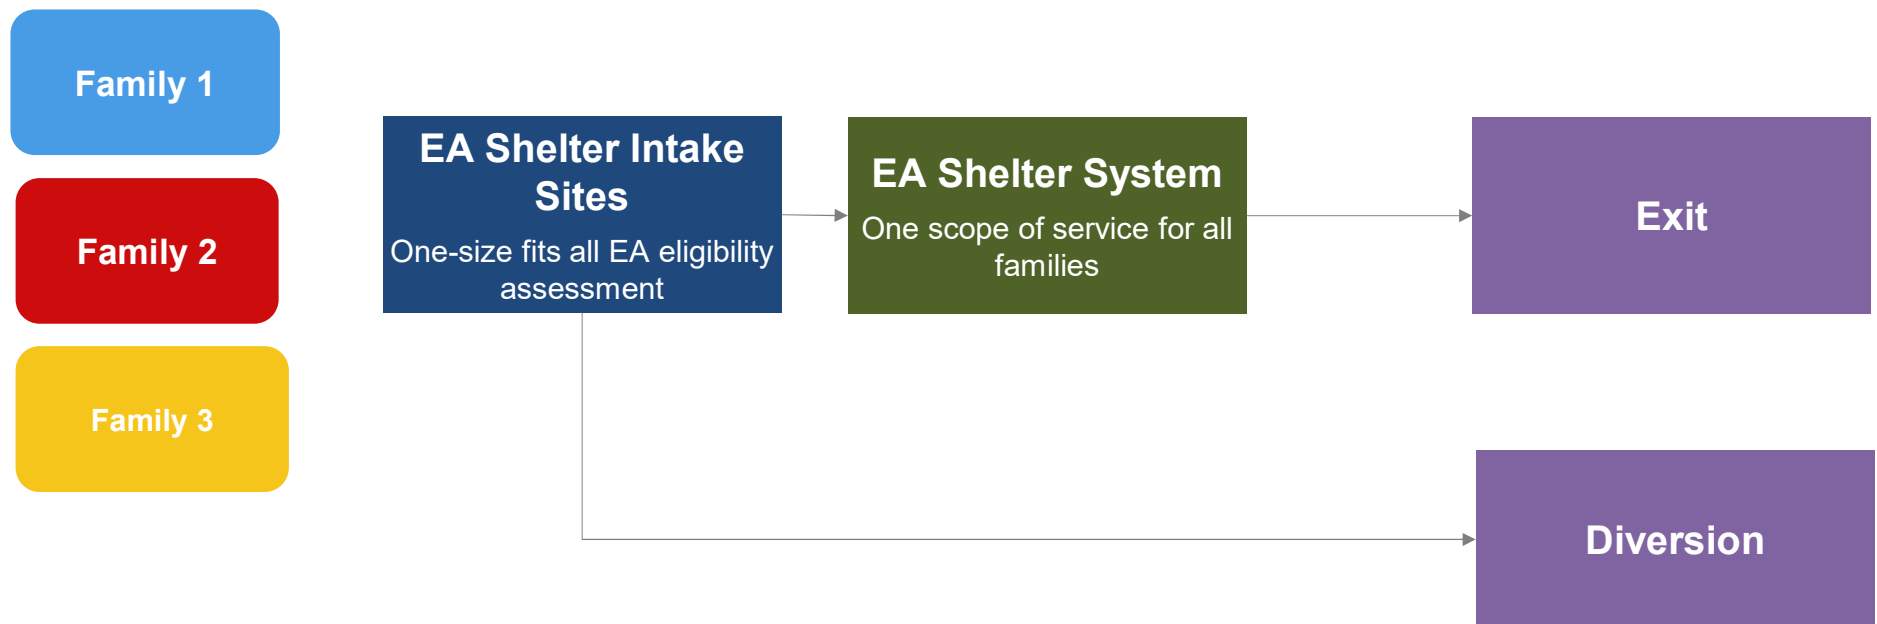 Family 1
Family 2
Family 3
EA Shelter Intake
Sites
One-size fits all EA eligibility
assessment
EA Shelter System
One scope of service for all
families
Exit
Diversion